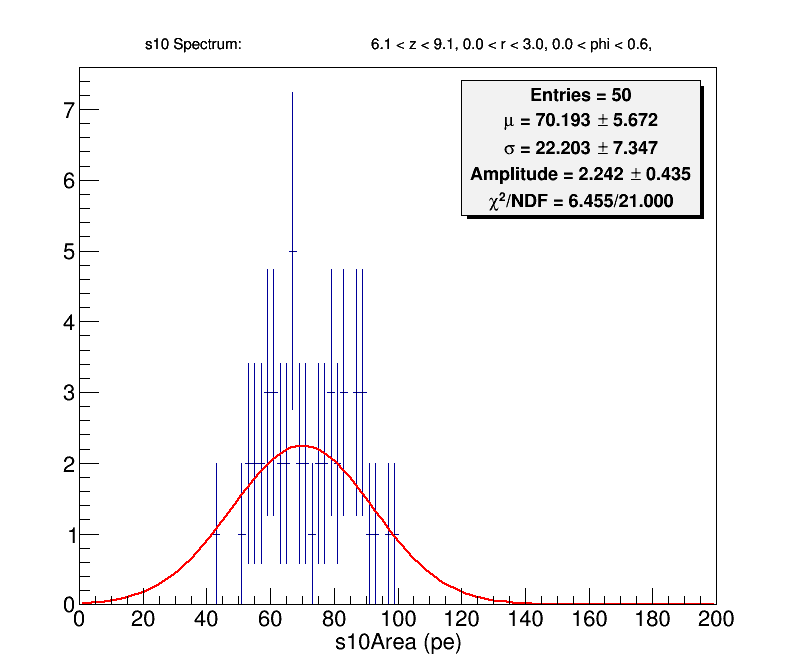 s10 Spectrum: 6.1 < z < 9.1, 0.0 < r < 3.0, 0.0 < phi < 0.6,
Entries = 50
μ = 70.193 ± 5.672
σ = 22.203 ± 7.347
Amplitude = 2.242 ± 0.435
χ²/NDF = 6.455/21.000
7
6
5
4
3
2
1
0
0 20 40 60 80 100 120 140 160 180 200
s10Area (pe)